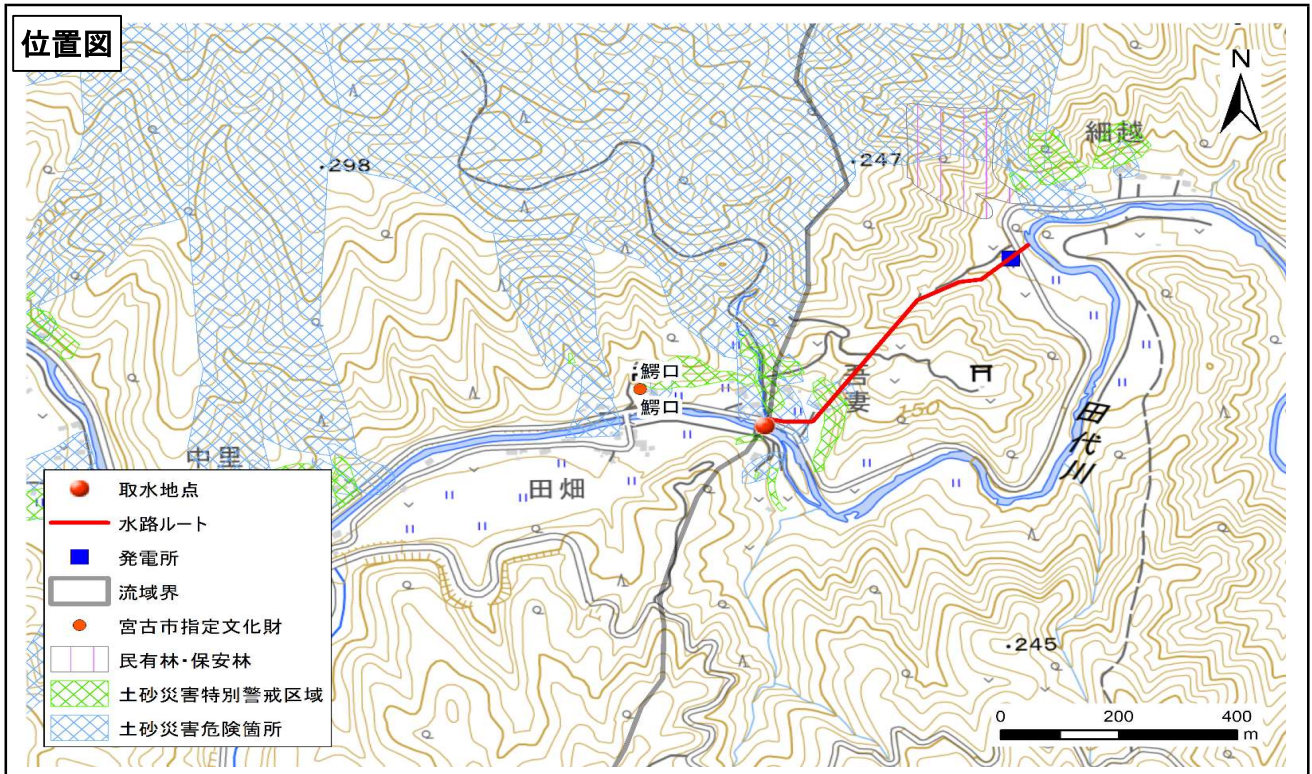 位置図
N
細越
298
247
200
鰐口
鰐口
吾妻
150
田代川
中里
田畑
245
取水地点
水路ルート
発電所
流域界
宮古市指定文化財
民有林・保安林
土砂災害特別警戒区域
土砂災害危険箇所
0 200 400
m